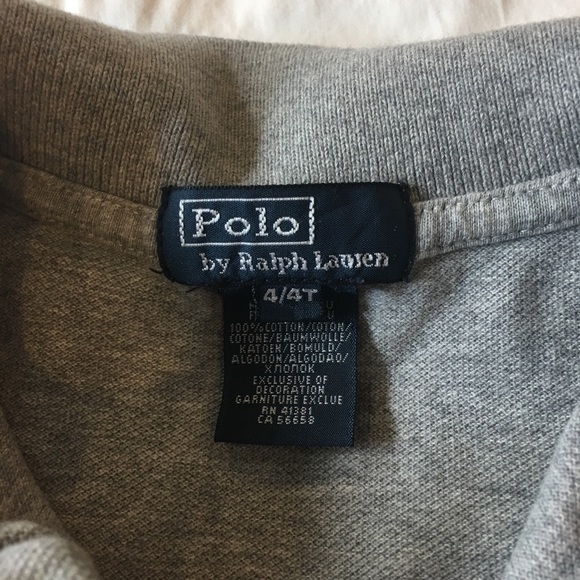 Polo
by Ralph Lauren
4/4T
100%COTTON/COTON/
COTONE/BAUMWOLLE/
KATOEN/BOMULD/
ALGODON/ALGODAO/
ХЛОПОК
EXCLUSIVE OF
DECORATION
GARNITURE EXCLUE
RN 41381
CA 56658